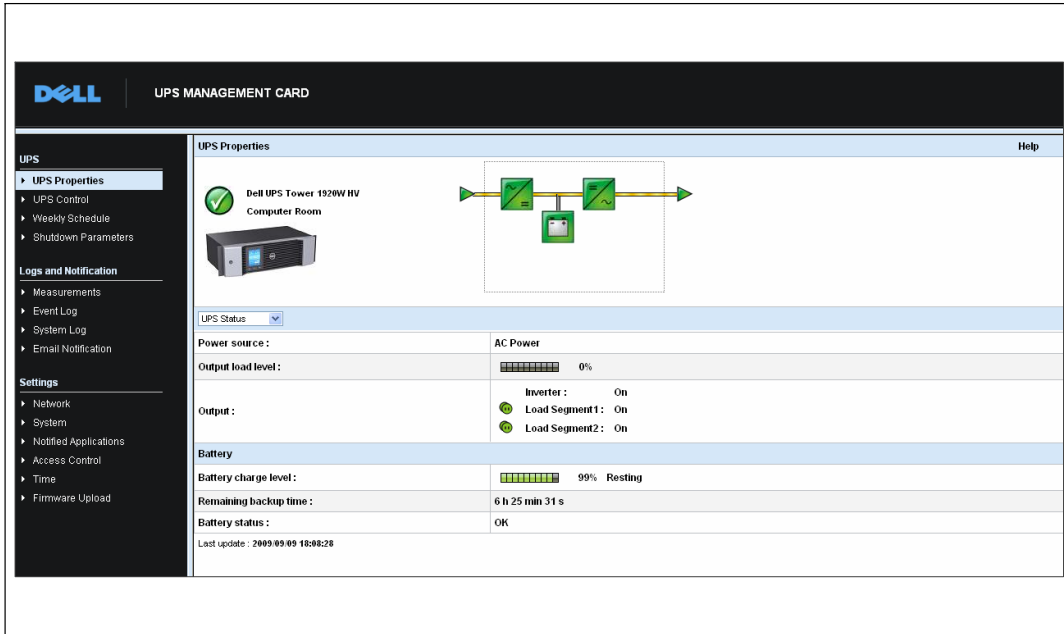 DELL
UPS MANAGEMENT CARD
UPS
UPS Properties
UPS Control
Weekly Schedule
Shutdown Parameters
Logs and Notification
Measurements
Event Log
System Log
Email Notification
Settings
Network
System
Notified Applications
Access Control
Time
Firmware Upload
UPS Properties Help
Dell UPS Tower 1920W HV
Computer Room
UPS Status
Power source : AC Power
Output load level : 0%
Output :
Inverter : On
Load Segment1 : On
Load Segment2 : On
Battery
Battery charge level : 99% Resting
Remaining backup time : 6 h 25 min 31 s
Battery status : OK
Last update : 2009/09/09 18:08:28